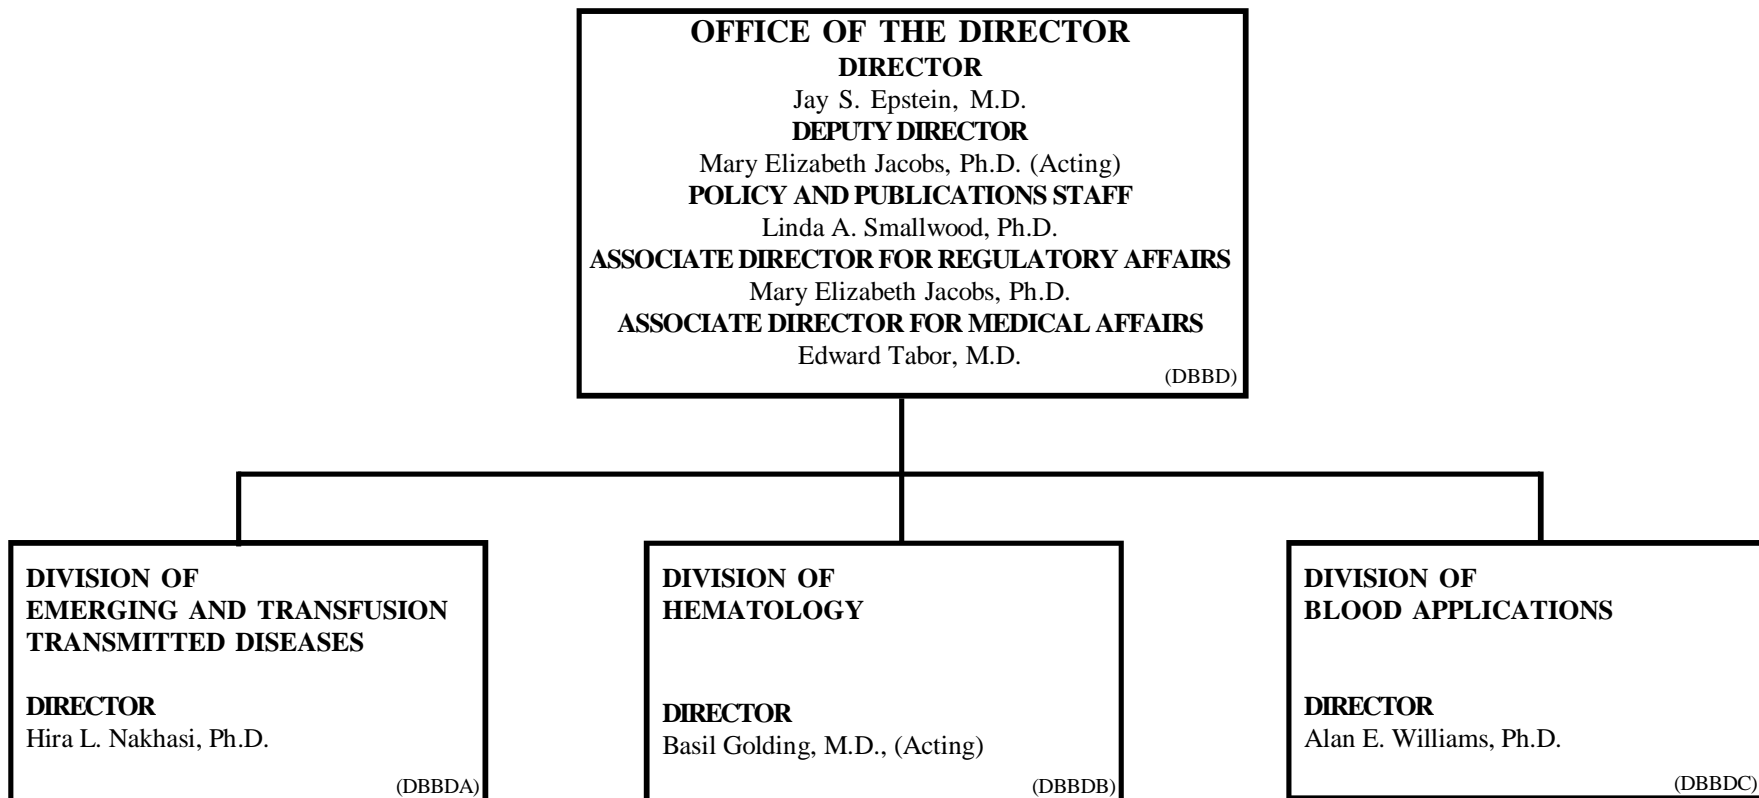 OFFICE OF THE DIRECTOR
DIRECTOR
Jay S. Epstein, M.D.
DEPUTY DIRECTOR
Mary Elizabeth Jacobs, Ph.D. (Acting)
POLICY AND PUBLICATIONS STAFF
Linda A. Smallwood, Ph.D.
ASSOCIATE DIRECTOR FOR REGULATORY AFFAIRS
Mary Elizabeth Jacobs, Ph.D.
ASSOCIATE DIRECTOR FOR MEDICAL AFFAIRS
Edward Tabor, M.D.
(DBBD)
DIVISION OF
EMERGING AND TRANSFUSION
TRANSMITTED DISEASES
DIRECTOR
Hira L. Nakhasi, Ph.D.
(DBBDA)
DIVISION OF
HEMATOLOGY
DIRECTOR
Basil Golding, M.D., (Acting)
(DBBDB)
DIVISION OF
BLOOD APPLICATIONS
DIRECTOR
Alan E. Williams, Ph.D.
(DBBDC)